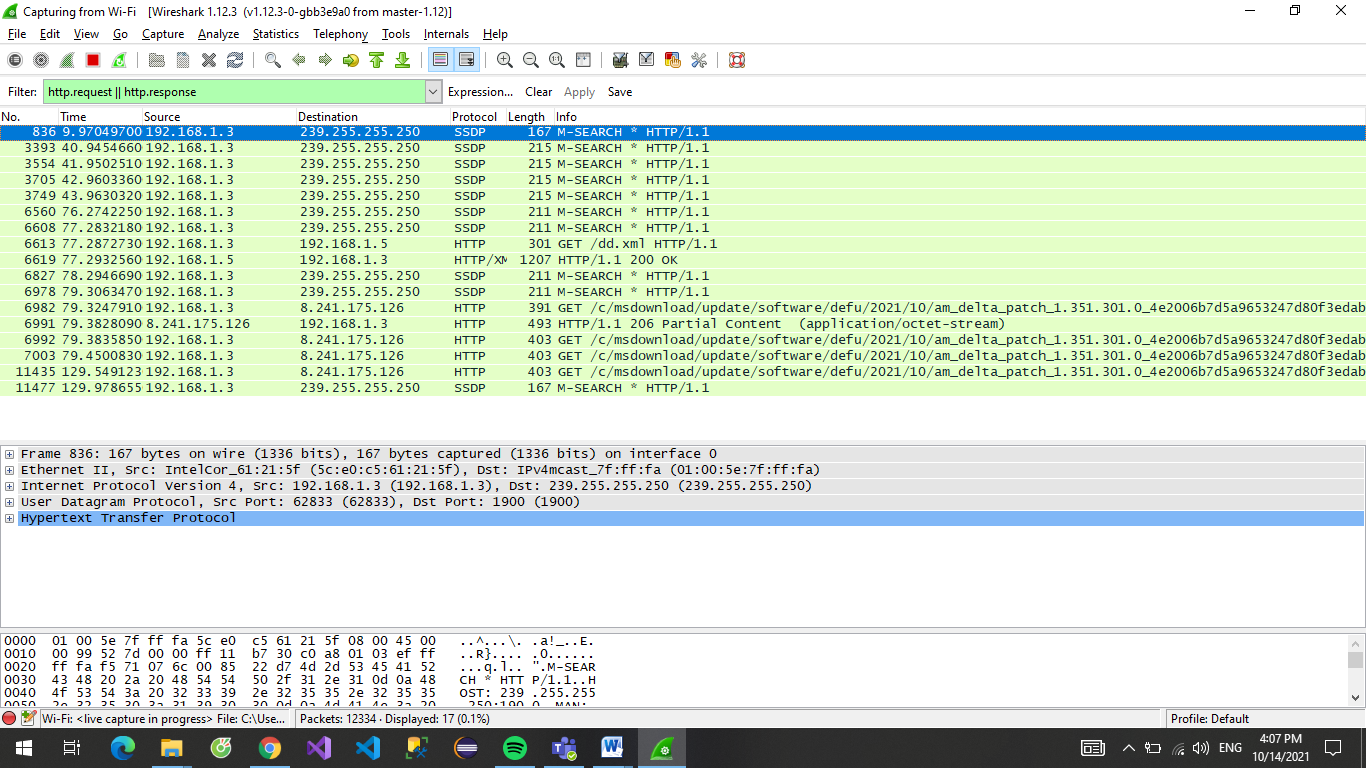 Capturing from Wi-Fi [Wireshark 1.12.3 (v1.12.3-0-gbb3e9a0 from master-1.12)]
File Edit View Go Capture Analyze Statistics Telephony Tools Internals Help
Filter: http.request || http.response Expression... Clear Apply Save
No. Time Source Destination Protocol Length Info
836 9.97049700 192.168.1.3 239.255.255.250 SSDP 167 M-SEARCH * HTTP/1.1
3393 40.9454660 192.168.1.3 239.255.255.250 SSDP 215 M-SEARCH * HTTP/1.1
3554 41.9502510 192.168.1.3 239.255.255.250 SSDP 215 M-SEARCH * HTTP/1.1
3705 42.9603360 192.168.1.3 239.255.255.250 SSDP 215 M-SEARCH * HTTP/1.1
3749 43.9630320 192.168.1.3 239.255.255.250 SSDP 215 M-SEARCH * HTTP/1.1
6560 76.2742250 192.168.1.3 239.255.255.250 SSDP 211 M-SEARCH * HTTP/1.1
6608 77.2832180 192.168.1.3 239.255.255.250 SSDP 211 M-SEARCH * HTTP/1.1
6613 77.2872730 192.168.1.3 192.168.1.5 HTTP 301 GET /dd.xml HTTP/1.1
6619 77.2932560 192.168.1.5 192.168.1.3 HTTP/XM 1207 HTTP/1.1 200 OK
6827 78.2946690 192.168.1.3 239.255.255.250 SSDP 211 M-SEARCH * HTTP/1.1
6978 79.3063470 192.168.1.3 239.255.255.250 SSDP 211 M-SEARCH * HTTP/1.1
6982 79.3247910 192.168.1.3 8.241.175.126 HTTP 391 GET /c/msdownload/update/software/defu/2021/10/am_delta_patch_1.351.301.0_4e2006b7d5a9653247d80f3edab
6991 79.3828090 8.241.175.126 192.168.1.3 HTTP 493 HTTP/1.1 206 Partial Content (application/octet-stream)
6992 79.3835850 192.168.1.3 8.241.175.126 HTTP 403 GET /c/msdownload/update/software/defu/2021/10/am_delta_patch_1.351.301.0_4e2006b7d5a9653247d80f3edab
7003 79.4500830 192.168.1.3 8.241.175.126 HTTP 403 GET /c/msdownload/update/software/defu/2021/10/am_delta_patch_1.351.301.0_4e2006b7d5a9653247d80f3edab
11435 129.549123 192.168.1.3 8.241.175.126 HTTP 403 GET /c/msdownload/update/software/defu/2021/10/am_delta_patch_1.351.301.0_4e2006b7d5a9653247d80f3edab
11477 129.978655 192.168.1.3 239.255.255.250 SSDP 167 M-SEARCH * HTTP/1.1
Frame 836: 167 bytes on wire (1336 bits), 167 bytes captured (1336 bits) on interface 0
Ethernet II, Src: IntelCor_61:21:5f (5c:e0:c5:61:21:5f), Dst: IPv4mcast_7f:ff:fa (01:00:5e:7f:ff:fa)
Internet Protocol Version 4, Src: 192.168.1.3 (192.168.1.3), Dst: 239.255.255.250 (239.255.255.250)
User Datagram Protocol, Src Port: 62833 (62833), Dst Port: 1900 (1900)
Hypertext Transfer Protocol
0000 01 00 5e 7f ff fa 5c e0 c5 61 21 5f 08 00 45 00 ..^...\. .a!_..E.
0010 00 99 52 7d 00 00 ff 11 b7 30 c0 a8 01 03 ef ff ..R}.... .0......
0020 ff fa f5 71 07 6c 00 85 22 d7 4d 2d 53 45 41 52 ...q.l.. ".M-SEAR
0030 43 48 20 2a 20 48 54 54 50 2f 31 2e 31 0d 0a 48 CH * HTT P/1.1..H
0040 4f 53 54 3a 20 32 33 39 2e 32 35 35 2e 32 35 35 OST: 239 .255.255
0050 2e 32 35 30 3a 31 39 30 30 0d 0a 4d 41 4e 3a 20 .250:190 0..MAN:
Wi-Fi: <live capture in progress> File: C:\Use... Packets: 12334 · Displayed: 17 (0.1%) Profile: Default
ENG 4:07 PM
10/14/2021